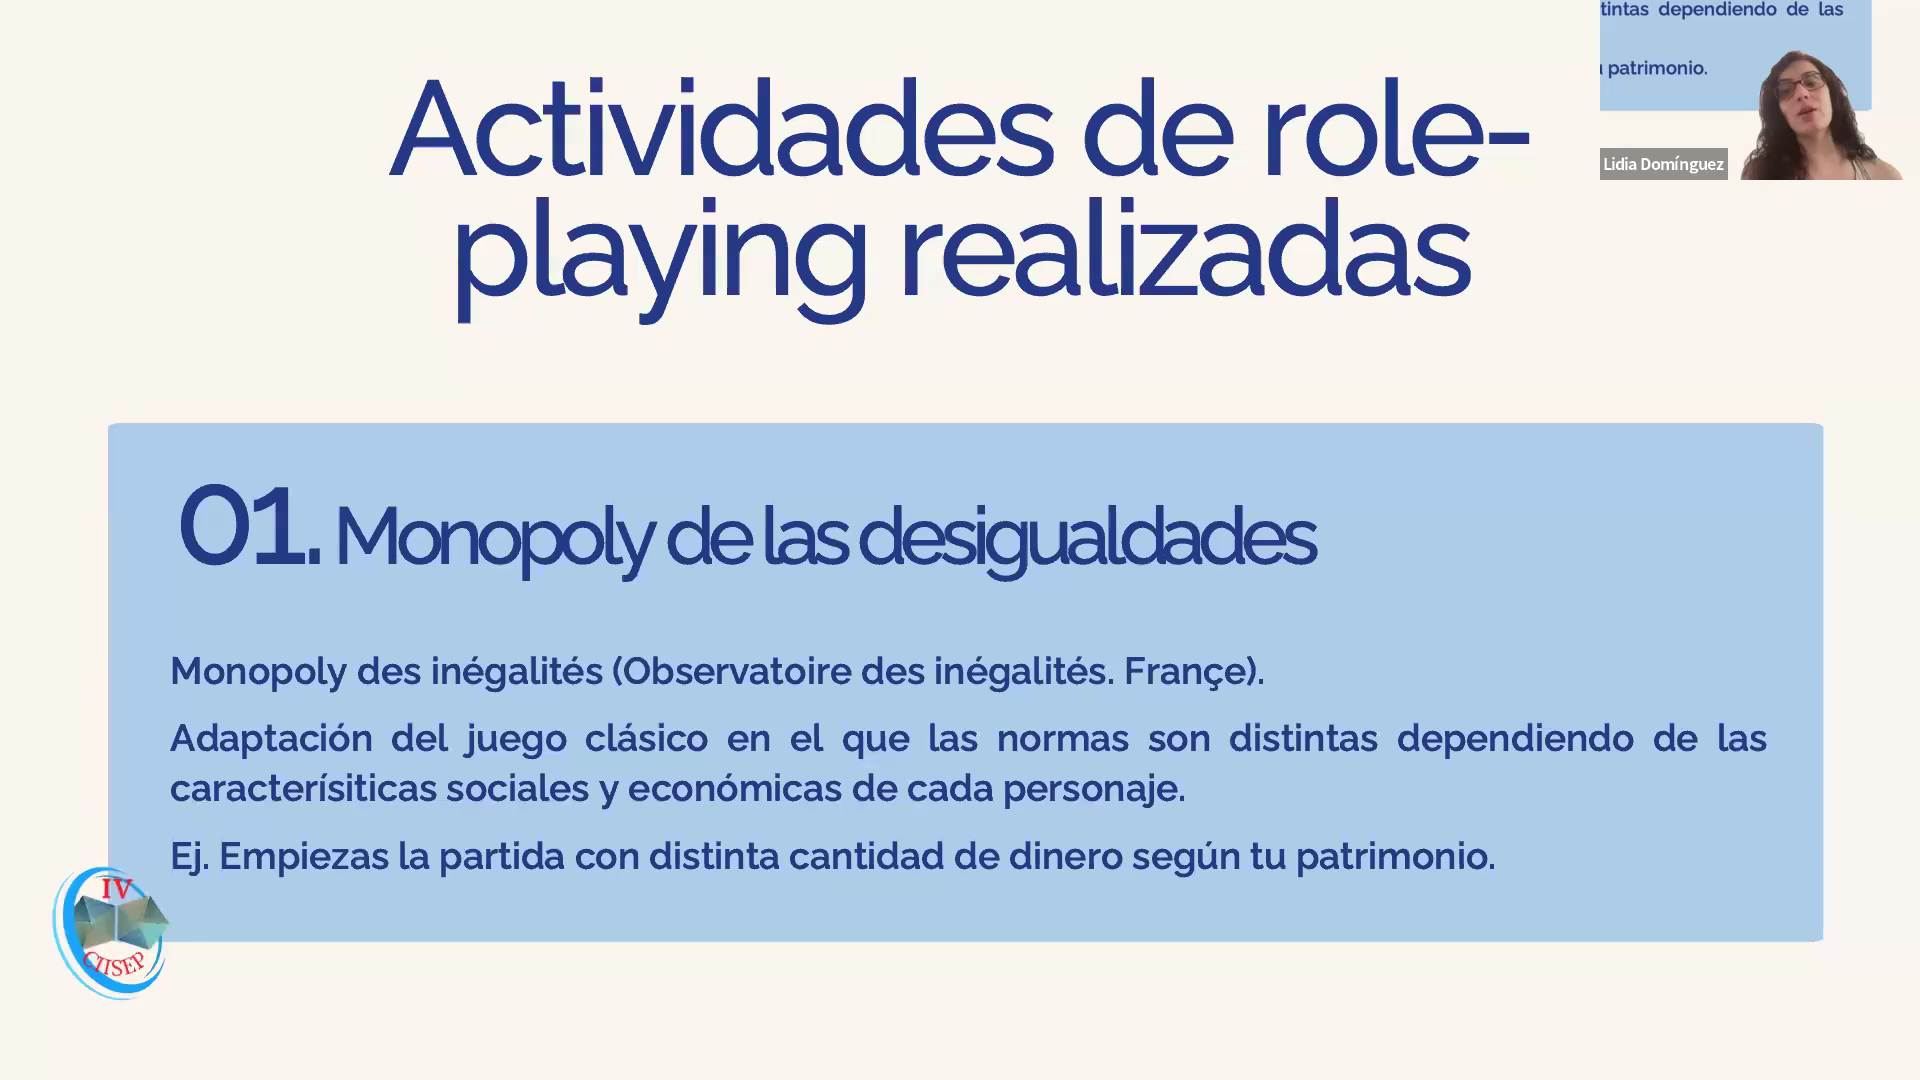 tintas dependiendo de las
patrimonio.
Lidia Domínguez
Actividades de role-
playing realizadas
01. Monopoly de las desigualdades
Monopoly des inégalités (Observatoire des inégalités. Françe).
Adaptación del juego clásico en el que las normas son distintas dependiendo de las
caracterísiticas sociales y económicas de cada personaje.
Ej. Empiezas la partida con distinta cantidad de dinero según tu patrimonio.
IV
CIISEP